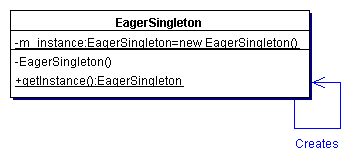 EagerSingleton
-m_instance:EagerSingleton=new EagerSingleton()
-EagerSingleton()
+getInstance():EagerSingleton
Creates